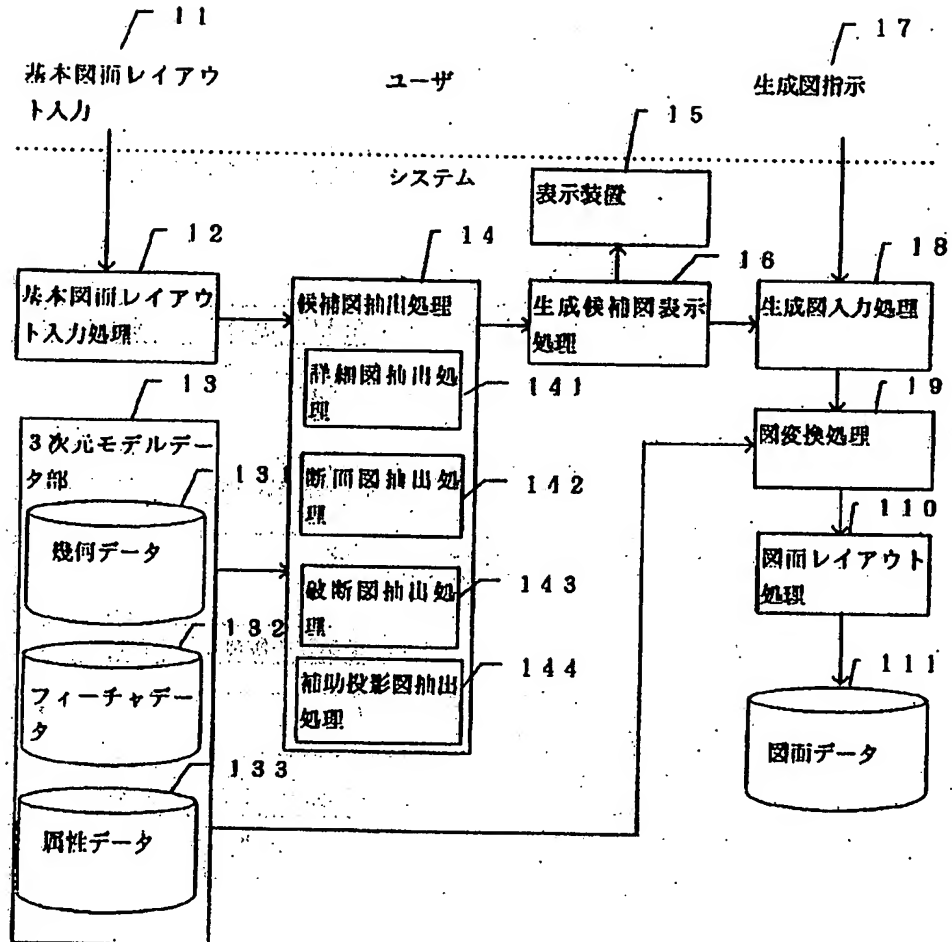 11
基本図面レイアウ
ト入力
ユーザ
17
生成図指示
15
システム
表示装置
12
基本図面レイアウ
ト入力処理
14
候補図抽出処理
16
生成候補図表示
処理
18
生成図入力処理
詳細図抽出処
理
141
断面図抽出処
理
142
破断図抽出処
理
143
補助投影図抽出
処理
144
13
3次元モデルデー
タ部
131
幾何データ
132
フィーチャデー
タ
133
属性データ
19
図変換処理
110
図面レイアウト
処理
111
図面データ